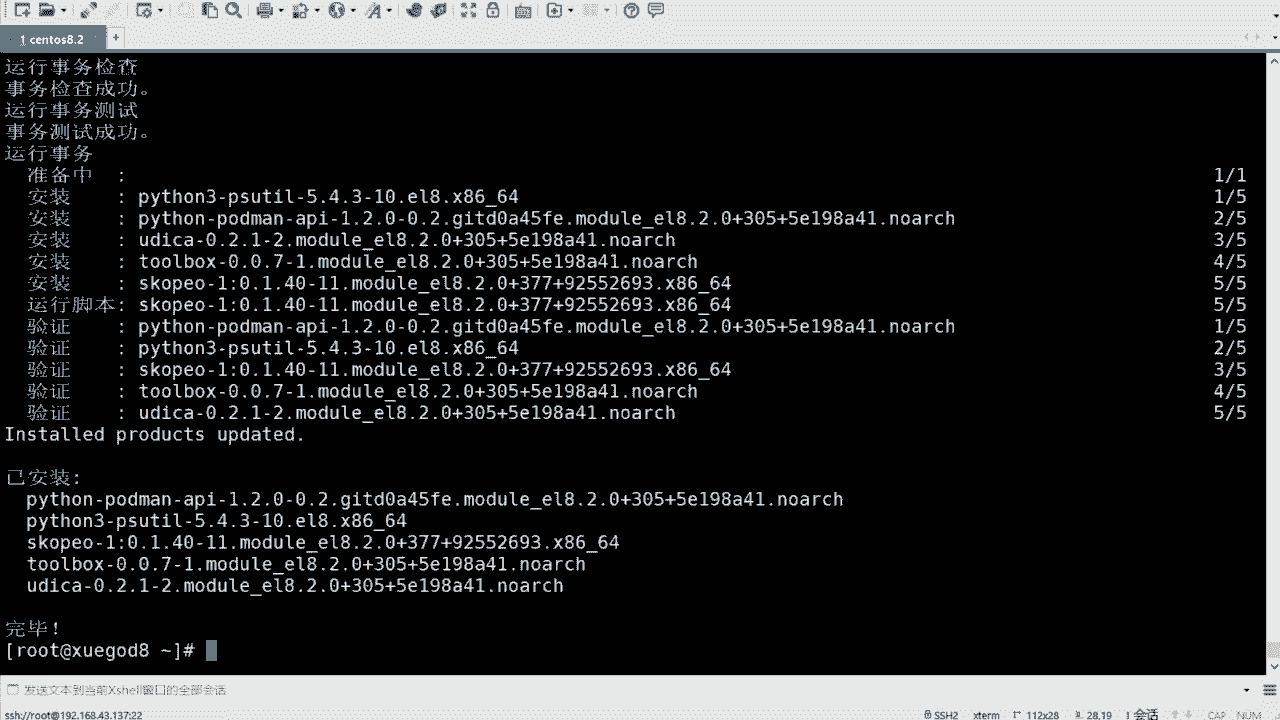 1 centos8.2
+
运行事务检查
事务检查成功。
运行事务测试
事务测试成功。
运行事务
准备中 : 1/1
安装 : python3-psutil-5.4.3-10.el8.x86_64 1/5
安装 : python-podman-api-1.2.0-0.2.gitd0a45fe.module_el8.2.0+305+5e198a41.noarch 2/5
安装 : udica-0.2.1-2.module_el8.2.0+305+5e198a41.noarch 3/5
安装 : toolbox-0.0.7-1.module_el8.2.0+305+5e198a41.noarch 4/5
安装 : skopeo-1:0.1.40-11.module_el8.2.0+377+92552693.x86_64 5/5
运行脚本: skopeo-1:0.1.40-11.module_el8.2.0+377+92552693.x86_64 5/5
验证 : python-podman-api-1.2.0-0.2.gitd0a45fe.module_el8.2.0+305+5e198a41.noarch 1/5
验证 : python3-psutil-5.4.3-10.el8.x86_64 2/5
验证 : skopeo-1:0.1.40-11.module_el8.2.0+377+92552693.x86_64 3/5
验证 : toolbox-0.0.7-1.module_el8.2.0+305+5e198a41.noarch 4/5
验证 : udica-0.2.1-2.module_el8.2.0+305+5e198a41.noarch 5/5
Installed products updated.
已安装:
python-podman-api-1.2.0-0.2.gitd0a45fe.module_el8.2.0+305+5e198a41.noarch
python3-psutil-5.4.3-10.el8.x86_64
skopeo-1:0.1.40-11.module_el8.2.0+377+92552693.x86_64
toolbox-0.0.7-1.module_el8.2.0+305+5e198a41.noarch
udica-0.2.1-2.module_el8.2.0+305+5e198a41.noarch
完毕!
[root@xuegod8 ~]#
发送文本到当前Xshell窗口的全部会话
ssh://root@192.168.43.137:22 SSH2 xterm 112x28 28,19 1 会话 CAP NUM